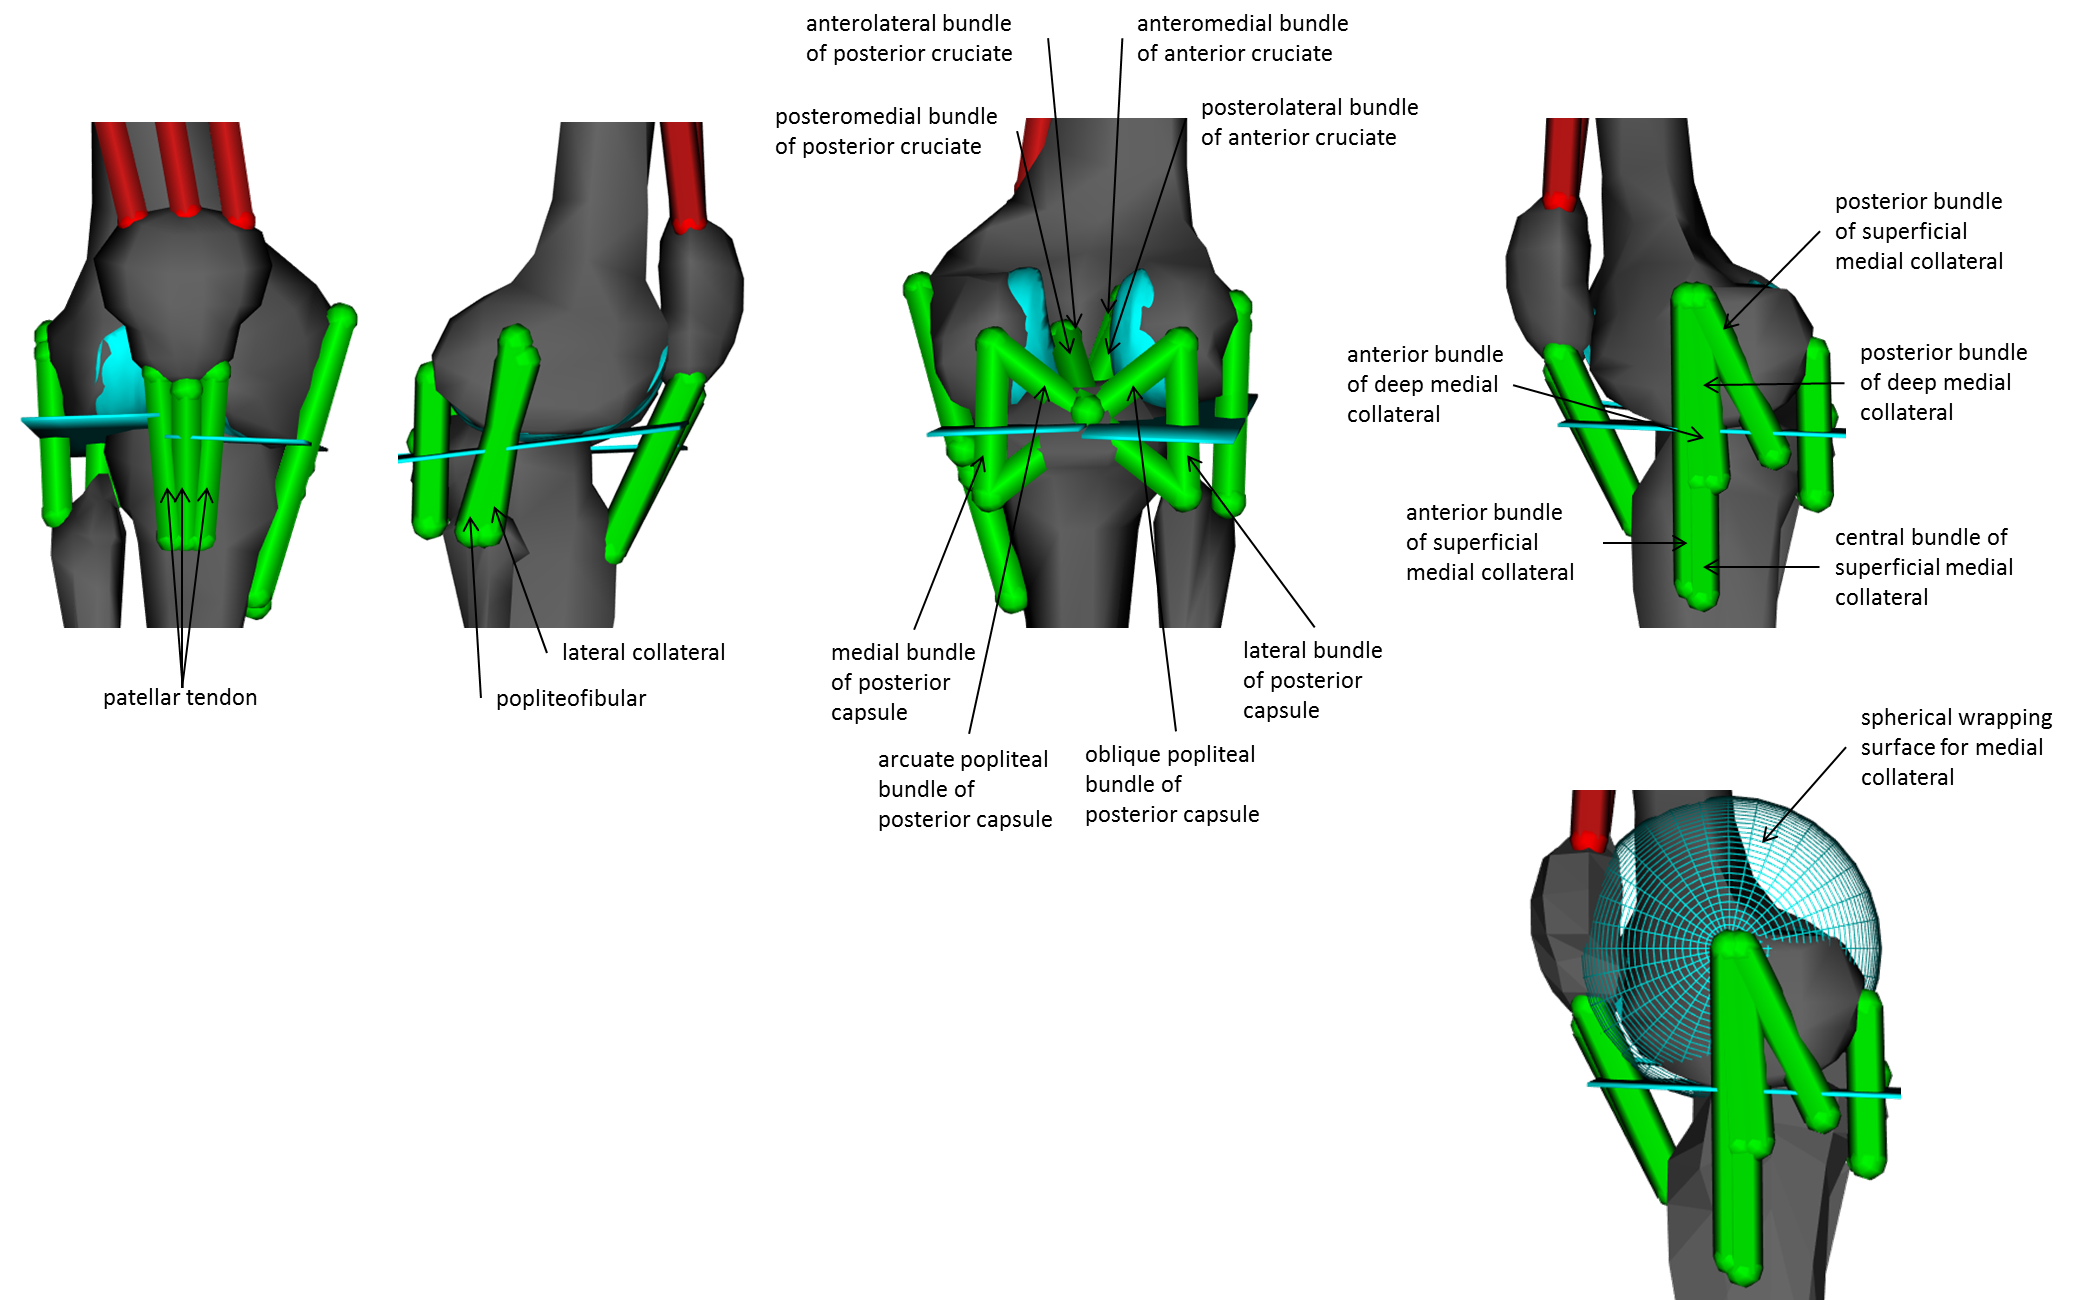 anterolateral bundle
of posterior cruciate
anteromedial bundle
of anterior cruciate
posteromedial bundle
of posterior cruciate
posterolateral bundle
of anterior cruciate
posterior bundle
of superficial
medial collateral
anterior bundle
of deep medial
collateral
posterior bundle
of deep medial
collateral
anterior bundle
of superficial
medial collateral
central bundle of
superficial medial
collateral
patellar tendon
lateral collateral
popliteofibular
medial bundle
of posterior
capsule
lateral bundle
of posterior
capsule
arcuate popliteal
bundle of
posterior capsule
oblique popliteal
bundle of
posterior capsule
spherical wrapping
surface for medial
collateral